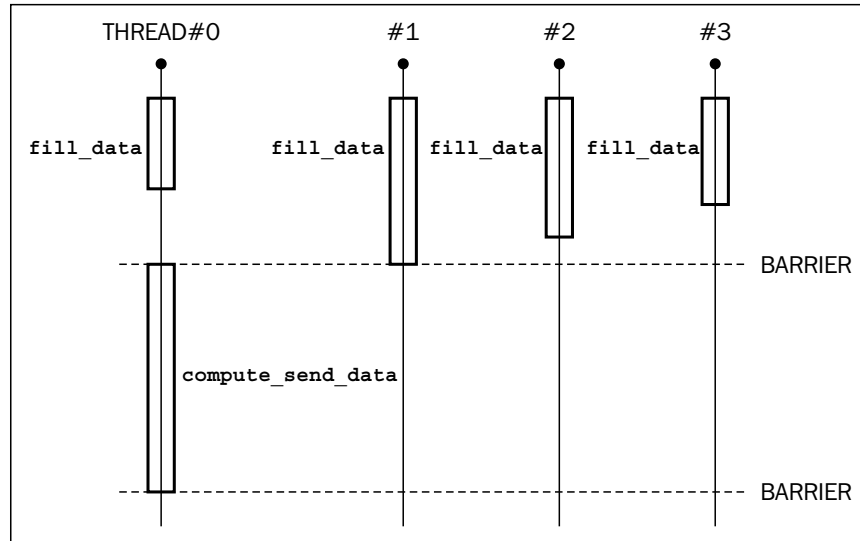 THREAD#0 #1 #2 #3
fill_data fill_data fill_data fill_data
BARRIER
compute_send_data
BARRIER